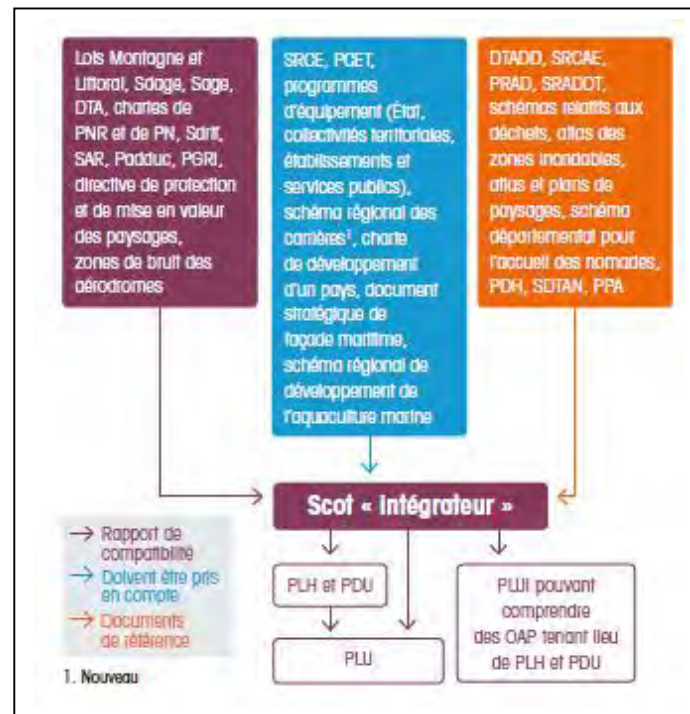 Lois Montagne et
Littoral, Sdage, Sage,
DTA, chartes de
PNR et de PN, Sdrif,
SAR, Padduc, PGRI,
directive de protection
et de mise en valeur
des paysages,
zones de bruit des
aérodromes
SRCE, PCET,
programmes
d'équipement (État,
collectivités territoriales,
établissements et
services publics),
schéma régional des
carrières¹, charte
de développement
d'un pays, document
stratégique de
façade maritime,
schéma régional de
développement de
l'aquaculture marine
DTADD, SRCAE,
PRAD, SRADDT,
schémas relatifs aux
déchets, atlas des
zones inondables,
atlas et plans de
paysages, schéma
départemental pour
l'accueil des nomades,
PDH, SDTAN, PPA
Scot « intégrateur »
→ Rapport de
compatibilité
→ Doivent être pris
en compte
→ Documents
de référence
1. Nouveau
PLH et PDU
PLU
PLUi pouvant
comprendre
des OAP tenant lieu
de PLH et PDU